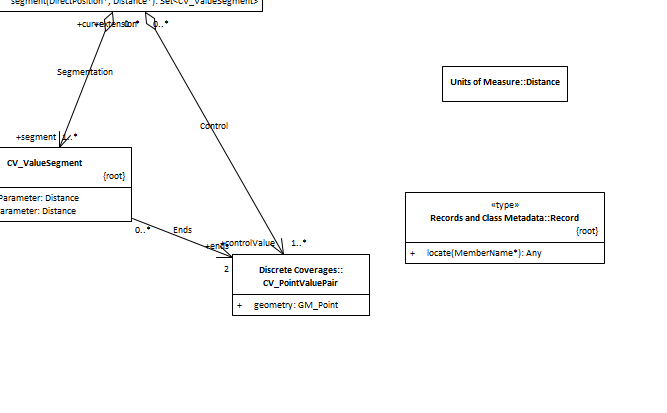 segment(DirectPosition*, Distance*): Set<CV_ValueSegment>
0..*
Segmentation
Units of Measure::Distance
Control
+segment
CV_ValueSegment
{root}
Parameter: Distance
arameter: Distance
«type»
Records and Class Metadata::Record
{root}
0..*
Ends
+ends
+controlValue
1..*
+ locate(MemberName*): Any
2
Discrete Coverages::
CV_PointValuePair
+ geometry: GM_Point